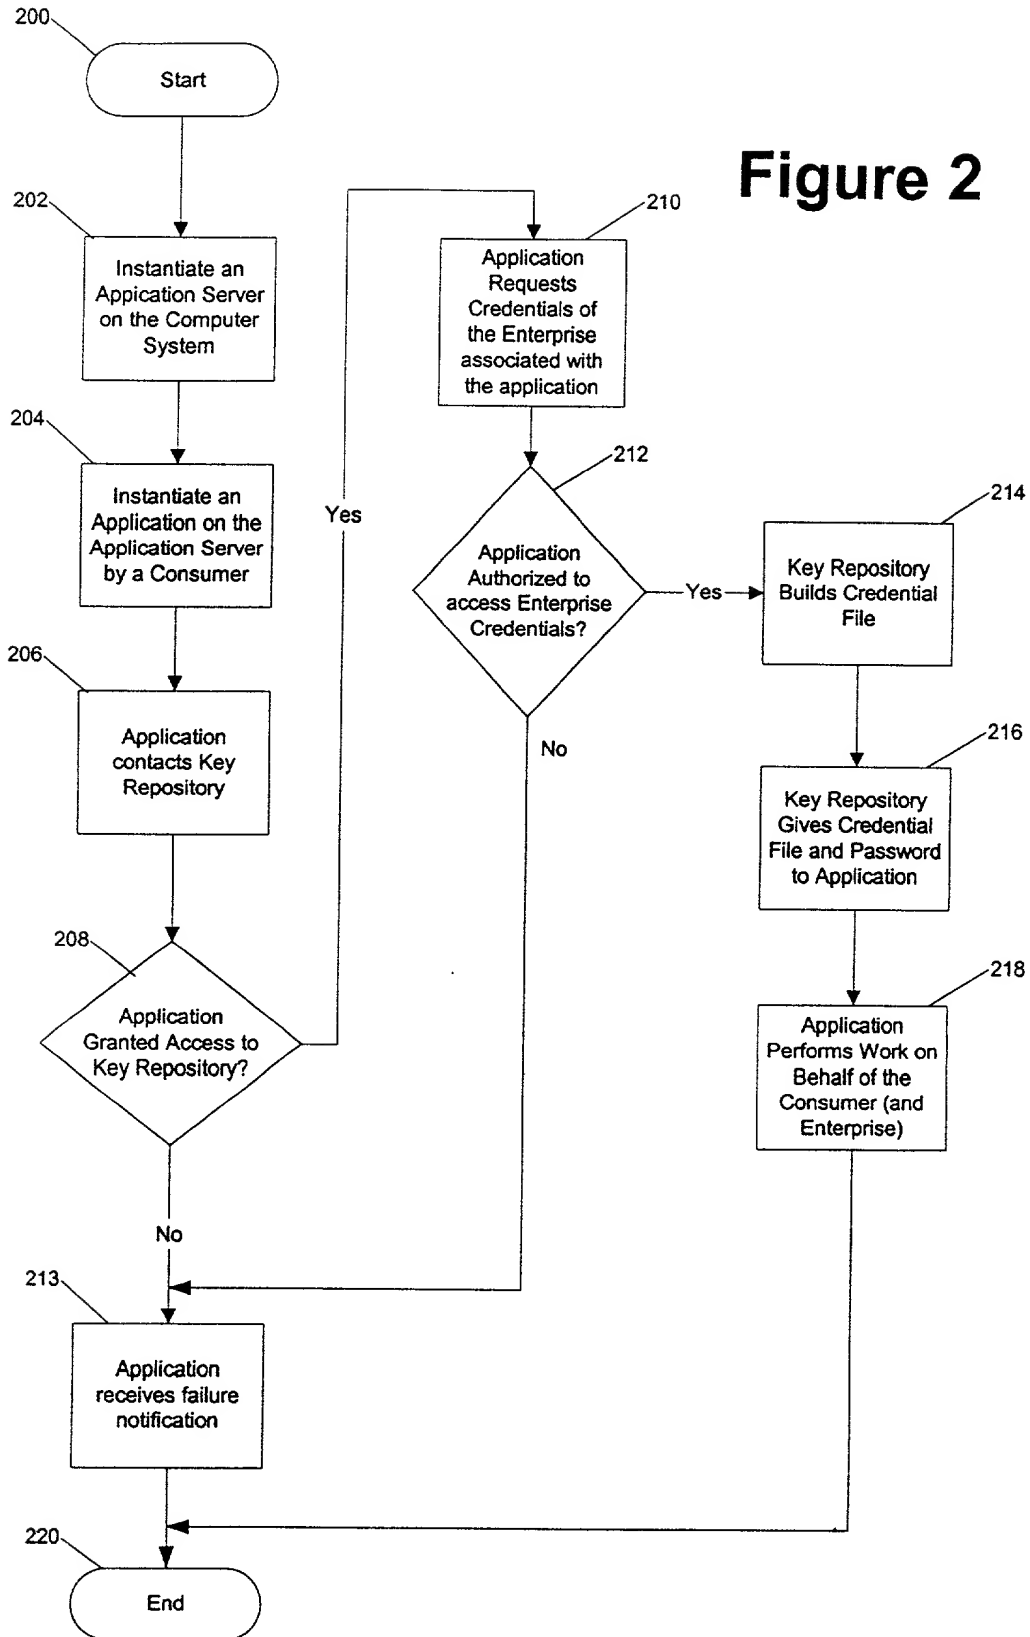 200
Start
Figure 2
202
Instantiate an
Appication Server
on the Computer
System
204
Instantiate an
Application on the
Application Server
by a Consumer
206
Application
contacts Key
Repository
208
Application
Granted Access to
Key Repository?
Yes
No
210
Application
Requests
Credentials of
the Enterprise
associated with
the application
212
Application
Authorized to
access Enterprise
Credentials?
Yes
No
213
Application
receives failure
notification
214
Key Repository
Builds Credential
File
216
Key Repository
Gives Credential
File and Password
to Application
218
Application
Performs Work on
Behalf of the
Consumer (and
Enterprise)
220
End